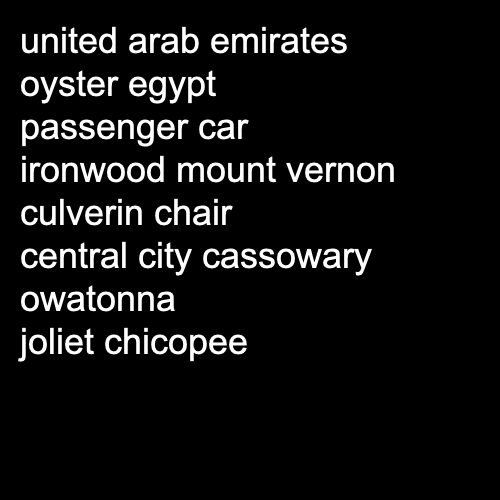 united arab emirates
oyster egypt
passenger car
ironwood mount vernon
culverin chair
central city cassowary
owatonna
joliet chicopee